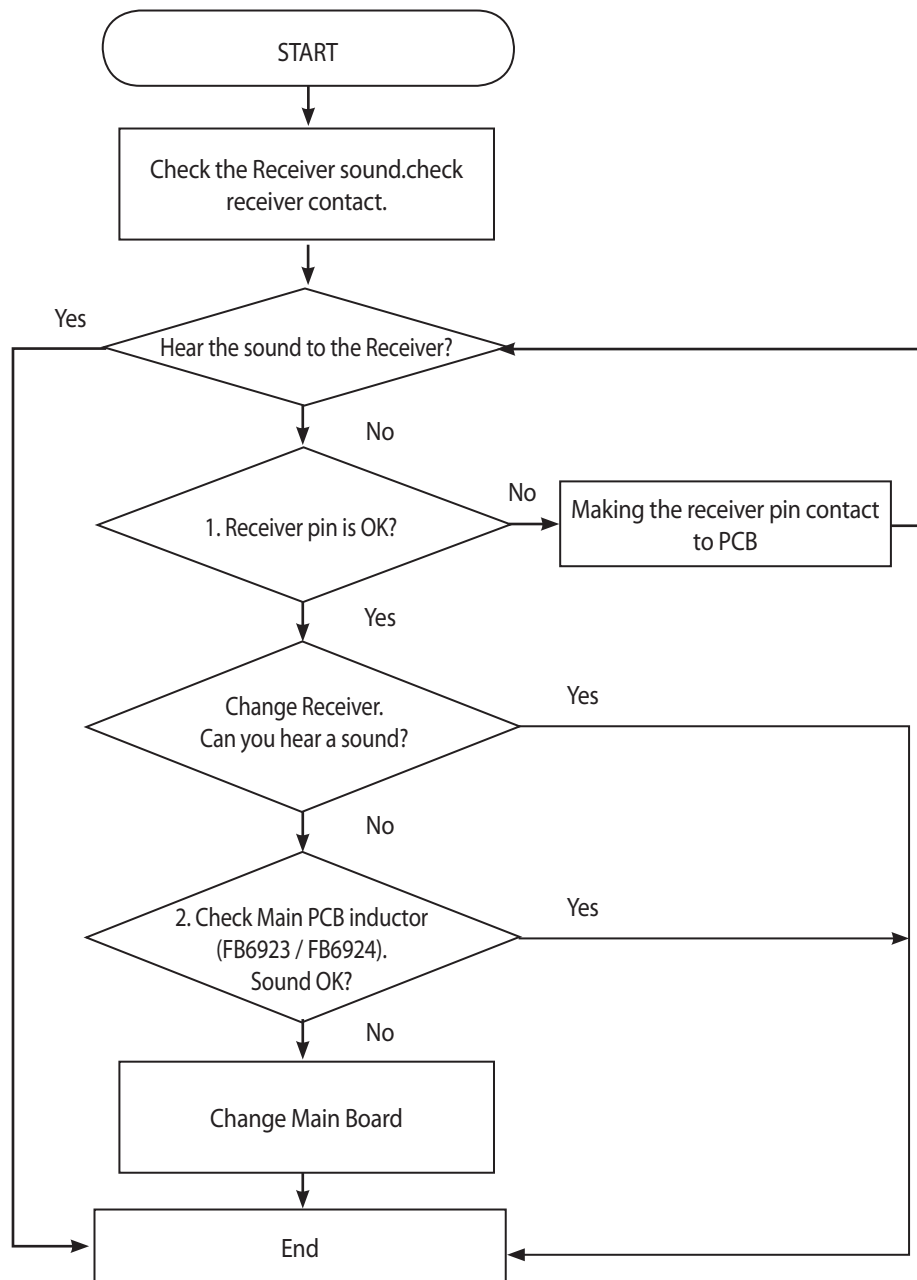 START
Check the Receiver sound.check
receiver contact.
Yes
Hear the sound to the Receiver?
No
1. Receiver pin is OK?
No
Making the receiver pin contact
to PCB
Yes
Change Receiver.
Can you hear a sound?
Yes
No
2. Check Main PCB inductor
(FB6923 / FB6924).
Sound OK?
Yes
No
Change Main Board
End